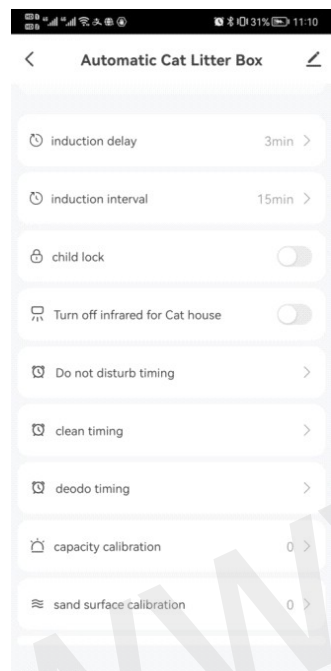 31% 11:10
Automatic Cat Litter Box
induction delay 3min
induction interval 15min
child lock
Turn off infrared for Cat house
Do not disturb timing
clean timing
deodo timing
capacity calibration 0
sand surface calibration 0